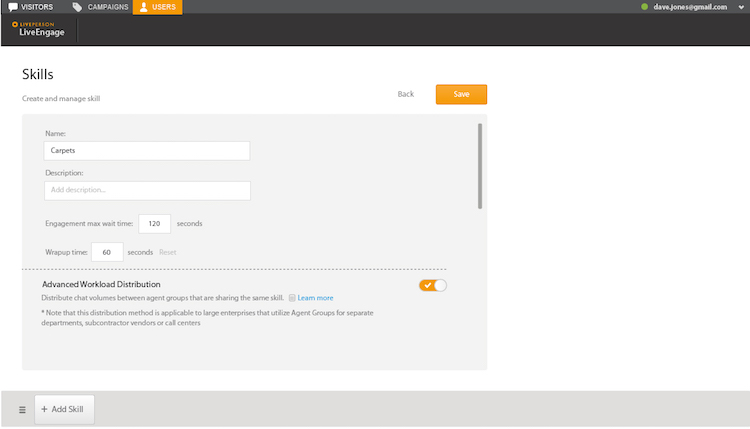 VISITORS CAMPAIGNS USERS dave.jones@gmail.com
LIVEPERSON
LiveEngage
Skills
Create and manage skill
Back Save
Name:
Carpets
Description:
Add description...
Engagement max wait time: 120 seconds
Wrapup time: 60 seconds Reset
Advanced Workload Distribution
Distribute chat volumes between agent groups that are sharing the same skill. Learn more
* Note that this distribution method is applicable to large enterprises that utilize Agent Groups for separate
departments, subcontractor vendors or call centers
+ Add Skill